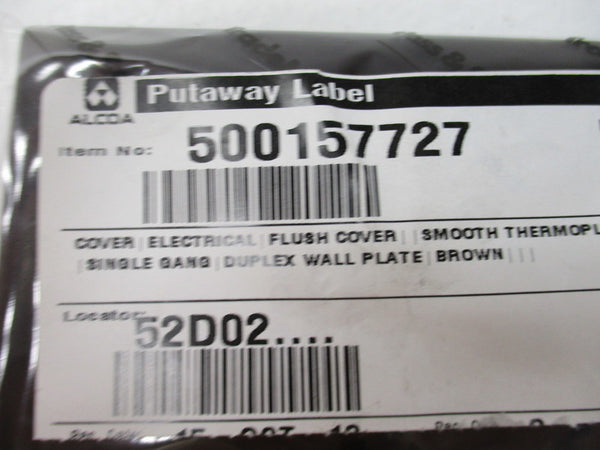 ALCOA
Putaway Label
Item No: 500157727
COVER|ELECTRICAL|FLUSH COVER||SMOOTH THERMOPL
|SINGLE GANG|DUPLEX WALL PLATE|BROWN|||
Locator:
52D02....